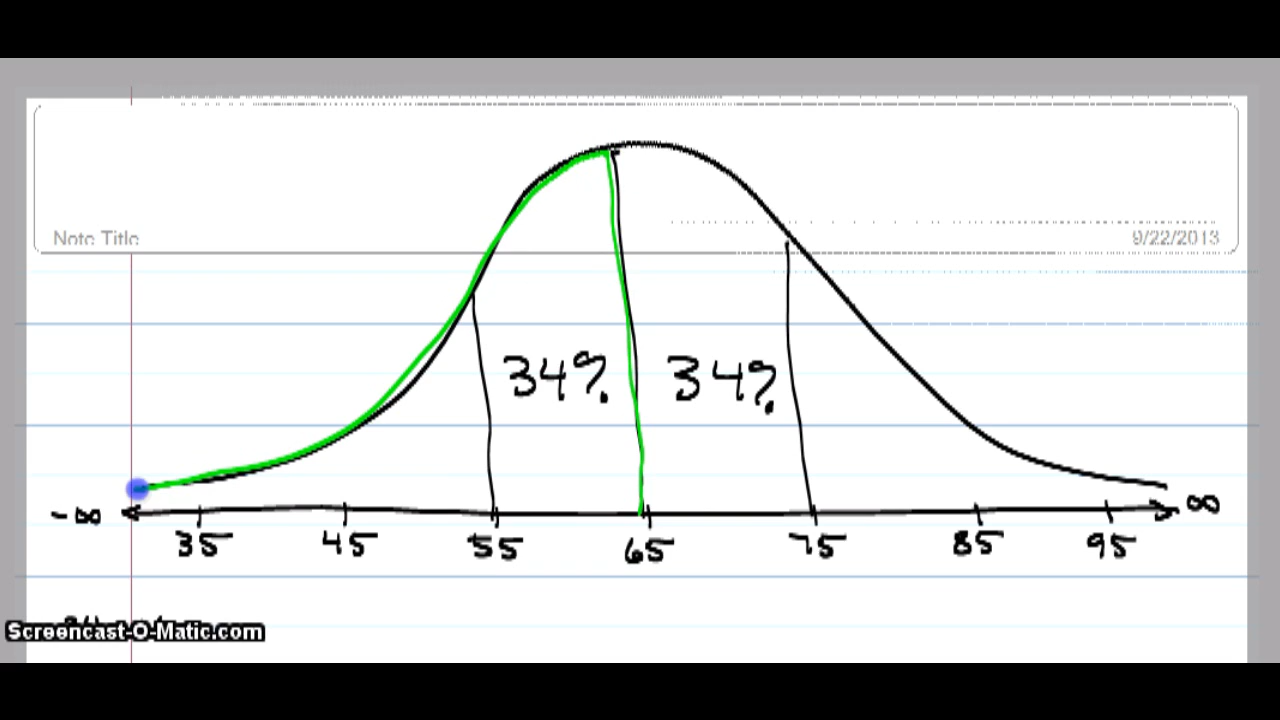 Note Title 9/22/2013
34% 34%
-∞ ∞
35 45 55 65 75 85 95
Screencast-O-Matic.com